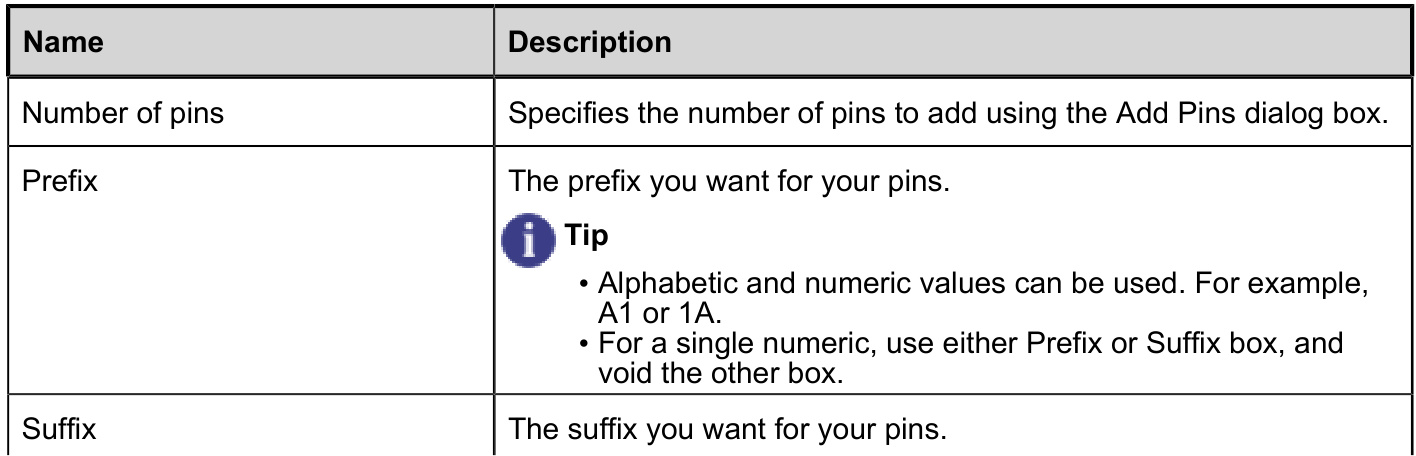 Name Description
Number of pins Specifies the number of pins to add using the Add Pins dialog box.
Prefix The prefix you want for your pins.
Tip
• Alphabetic and numeric values can be used. For example,
A1 or 1A.
• For a single numeric, use either Prefix or Suffix box, and
void the other box.
Suffix The suffix you want for your pins.